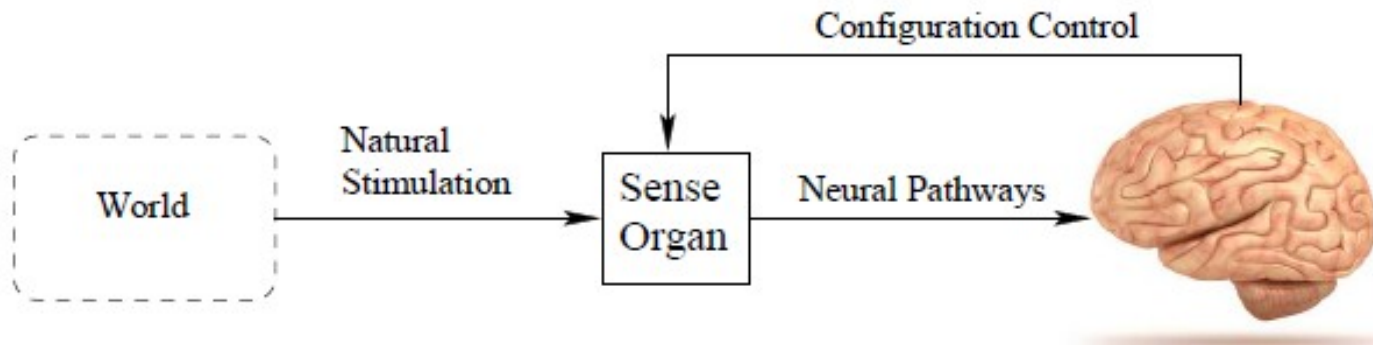 Configuration Control
Natural
Stimulation
World
Sense
Organ
Neural Pathways